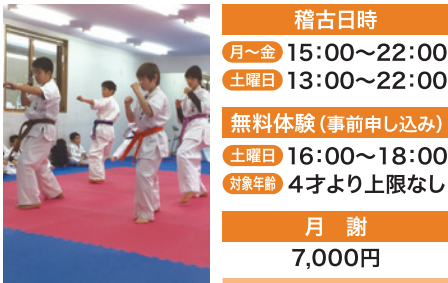 稽古日時
月〜金 15:00〜22:00
土曜日 13:00〜22:00
無料体験(事前申し込み)
土曜日 16:00〜18:00
対象年齢 4才より上限なし
月 謝
7,000円